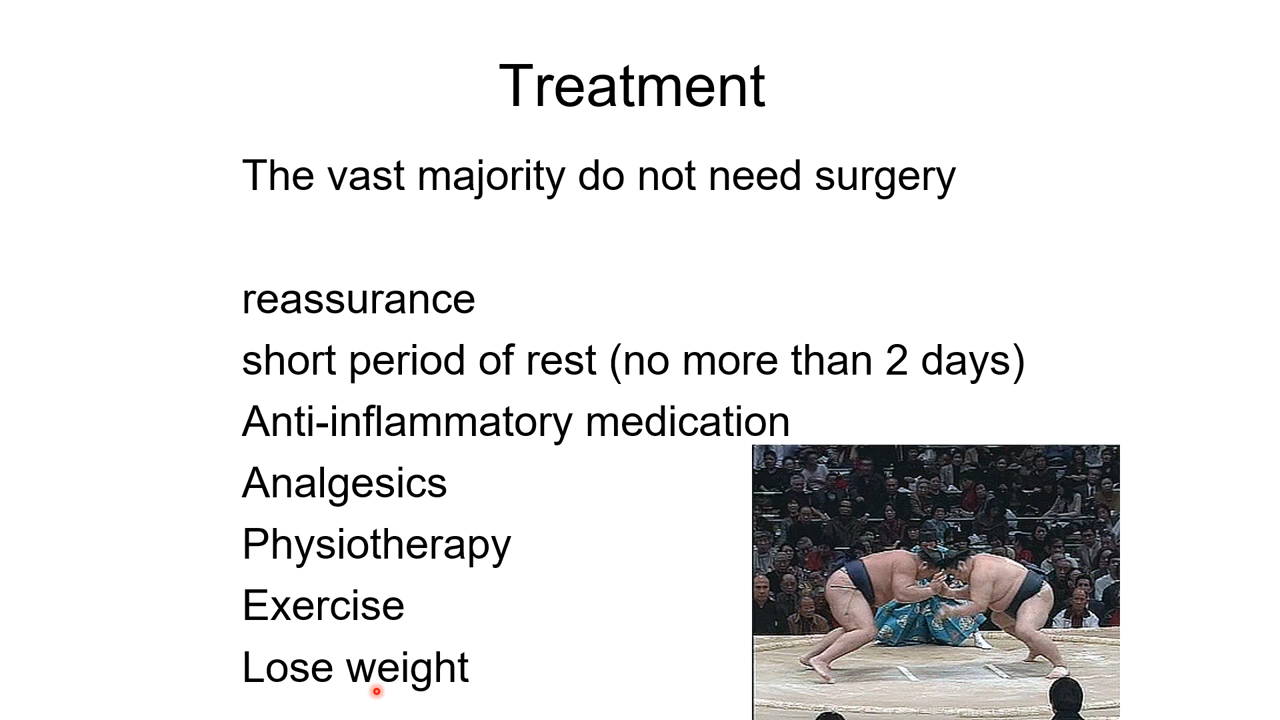 Treatment
The vast majority do not need surgery
reassurance
short period of rest (no more than 2 days)
Anti-inflammatory medication
Analgesics
Physiotherapy
Exercise
Lose weight